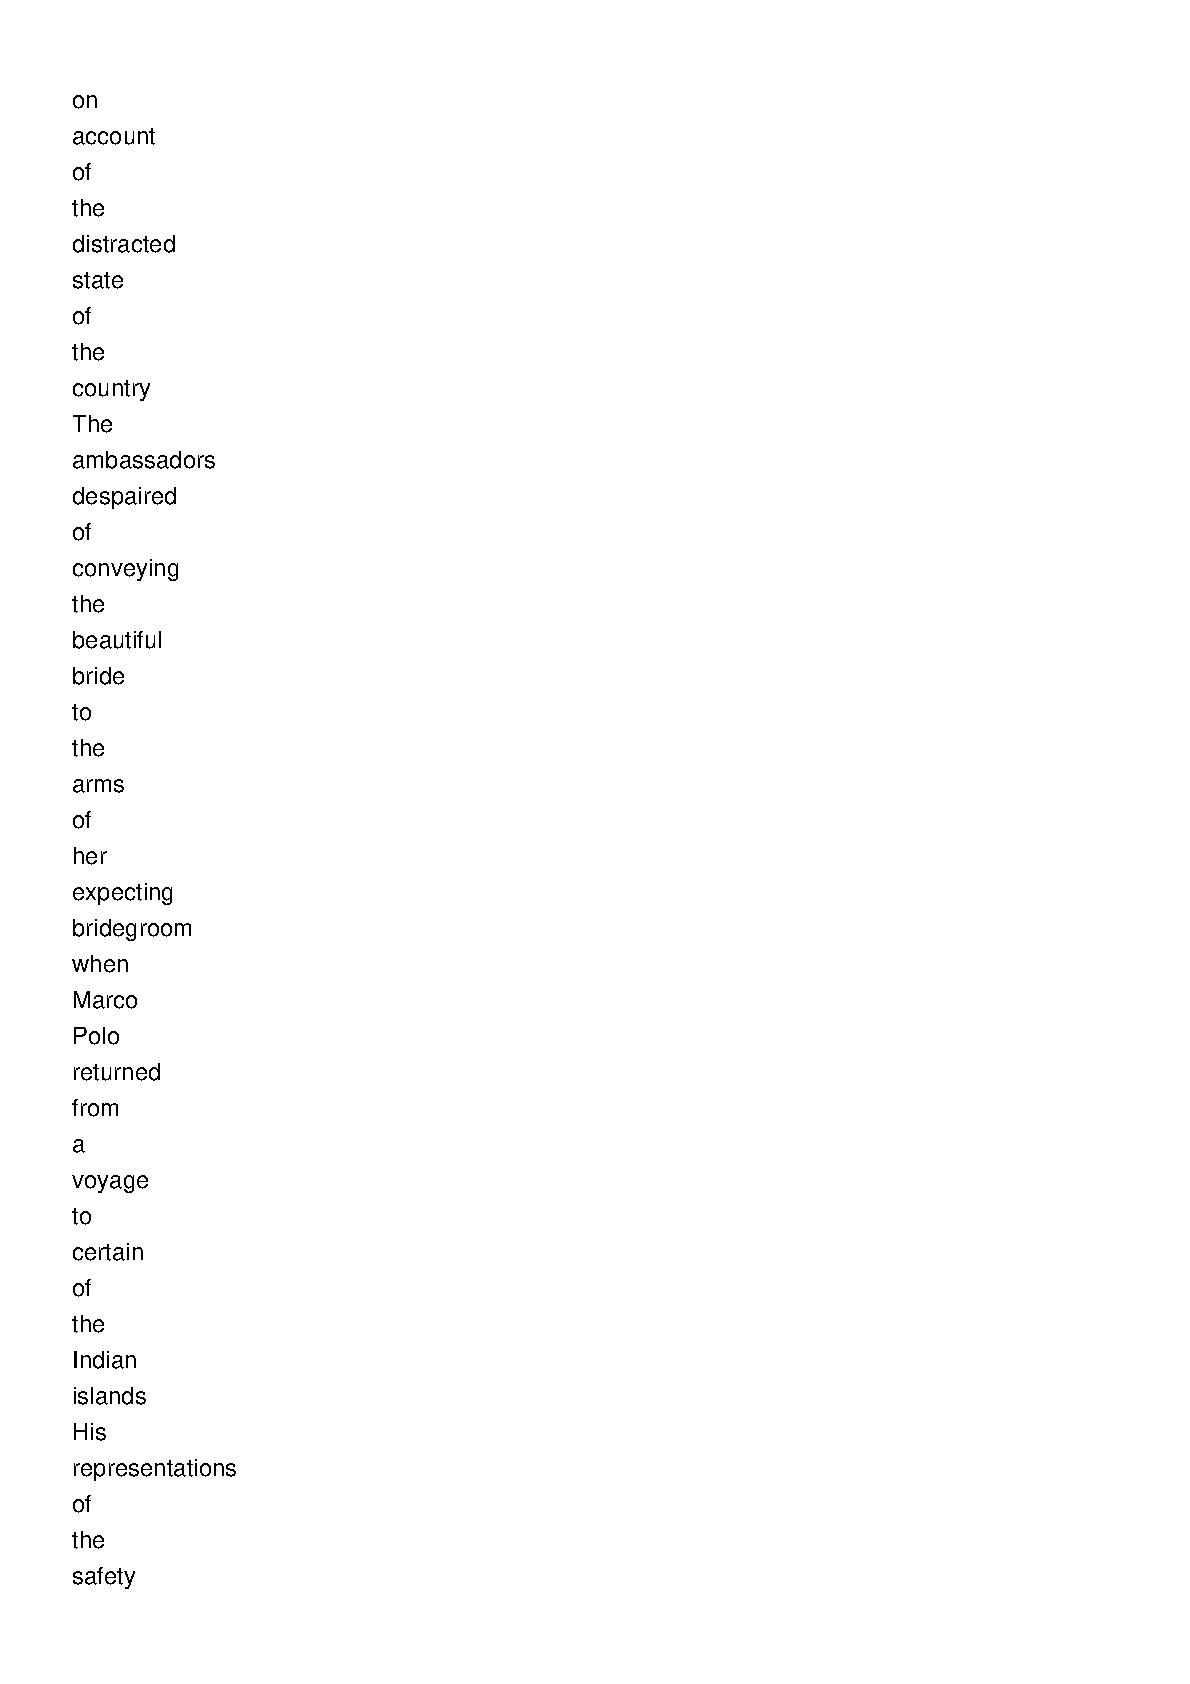 on
account
of
the
distracted
state
of
the
country
The
ambassadors
despaired
of
conveying
the
beautiful
bride
to
the
arms
of
her
expecting
bridegroom
when
Marco
Polo
returned
from
a
voyage
to
certain
of
the
Indian
islands
His
representations
of
the
safety